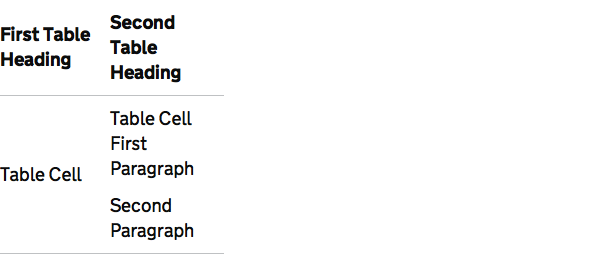 First Table
Heading
Second
Table
Heading
Table Cell
Table Cell
First
Paragraph
Second
Paragraph